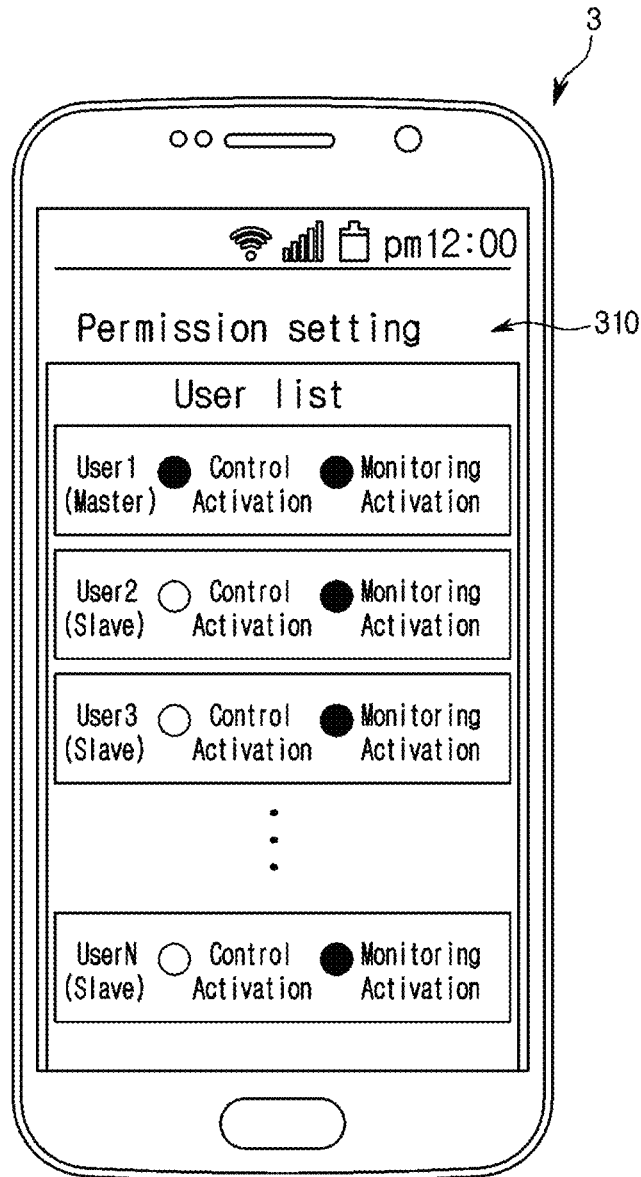 3
pm12:00
Permission setting
310
User list
User1 Control Monitoring
(Master) Activation Activation
User2 Control Monitoring
(Slave) Activation Activation
User3 Control Monitoring
(Slave) Activation Activation
UserN Control Monitoring
(Slave) Activation Activation